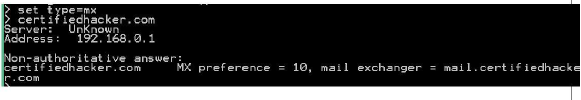 > set type=mx
> certifiedhacker.com
Server:  UnKnown
Address:  192.168.0.1

Non-authoritative answer:
certifiedhacker.com     MX preference = 10, mail exchanger = mail.certifiedhacke
r.com